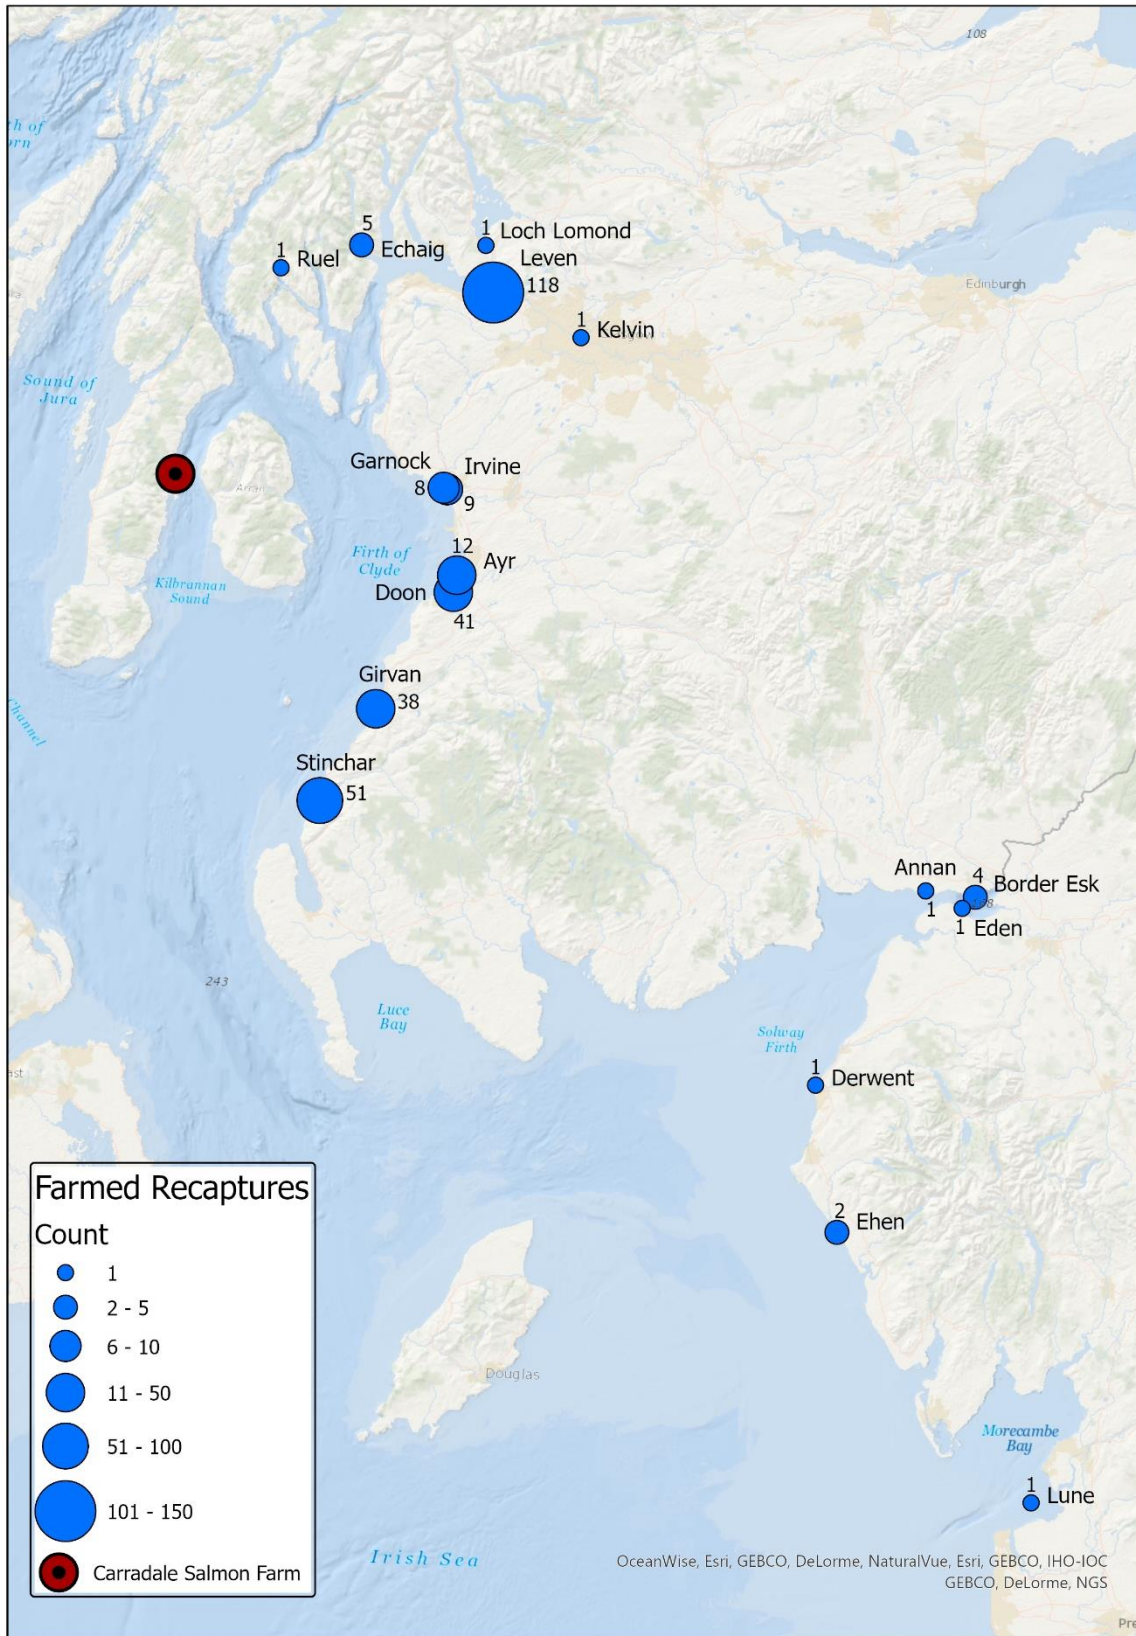 108
th of
orn
5
1
Loch Lomond
1
Ruel
Echaig
Leven
118
Edinburgh
1
Kelvin
Sound of
Jura
Garnock
Irvine
8
9
Arran
12
Firth of
Clyde
Ayr
Kilbrannan
Sound
Doon
41
Girvan
38
Channel
Stinchar
51
Annan
4
Border Esk
1
1
Eden
243
Luce
Bay
Solway
Firth
ast
1
Derwent
2
Ehen
Douglas
Morecambe
Bay
1
Lune
Irish Sea
Farmed Recaptures
Count
1
2 - 5
6 - 10
11 - 50
51 - 100
101 - 150
Carradale Salmon Farm
OceanWise, Esri, GEBCO, DeLorme, NaturalVue, Esri, GEBCO, IHO-IOC
GEBCO, DeLorme, NGS
Pre